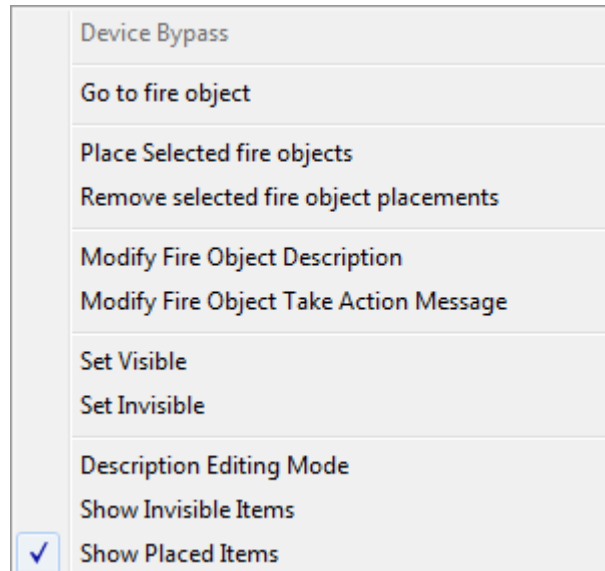 Device Bypass
Go to fire object
Place Selected fire objects
Remove selected fire object placements
Modify Fire Object Description
Modify Fire Object Take Action Message
Set Visible
Set Invisible
Description Editing Mode
Show Invisible Items
Show Placed Items